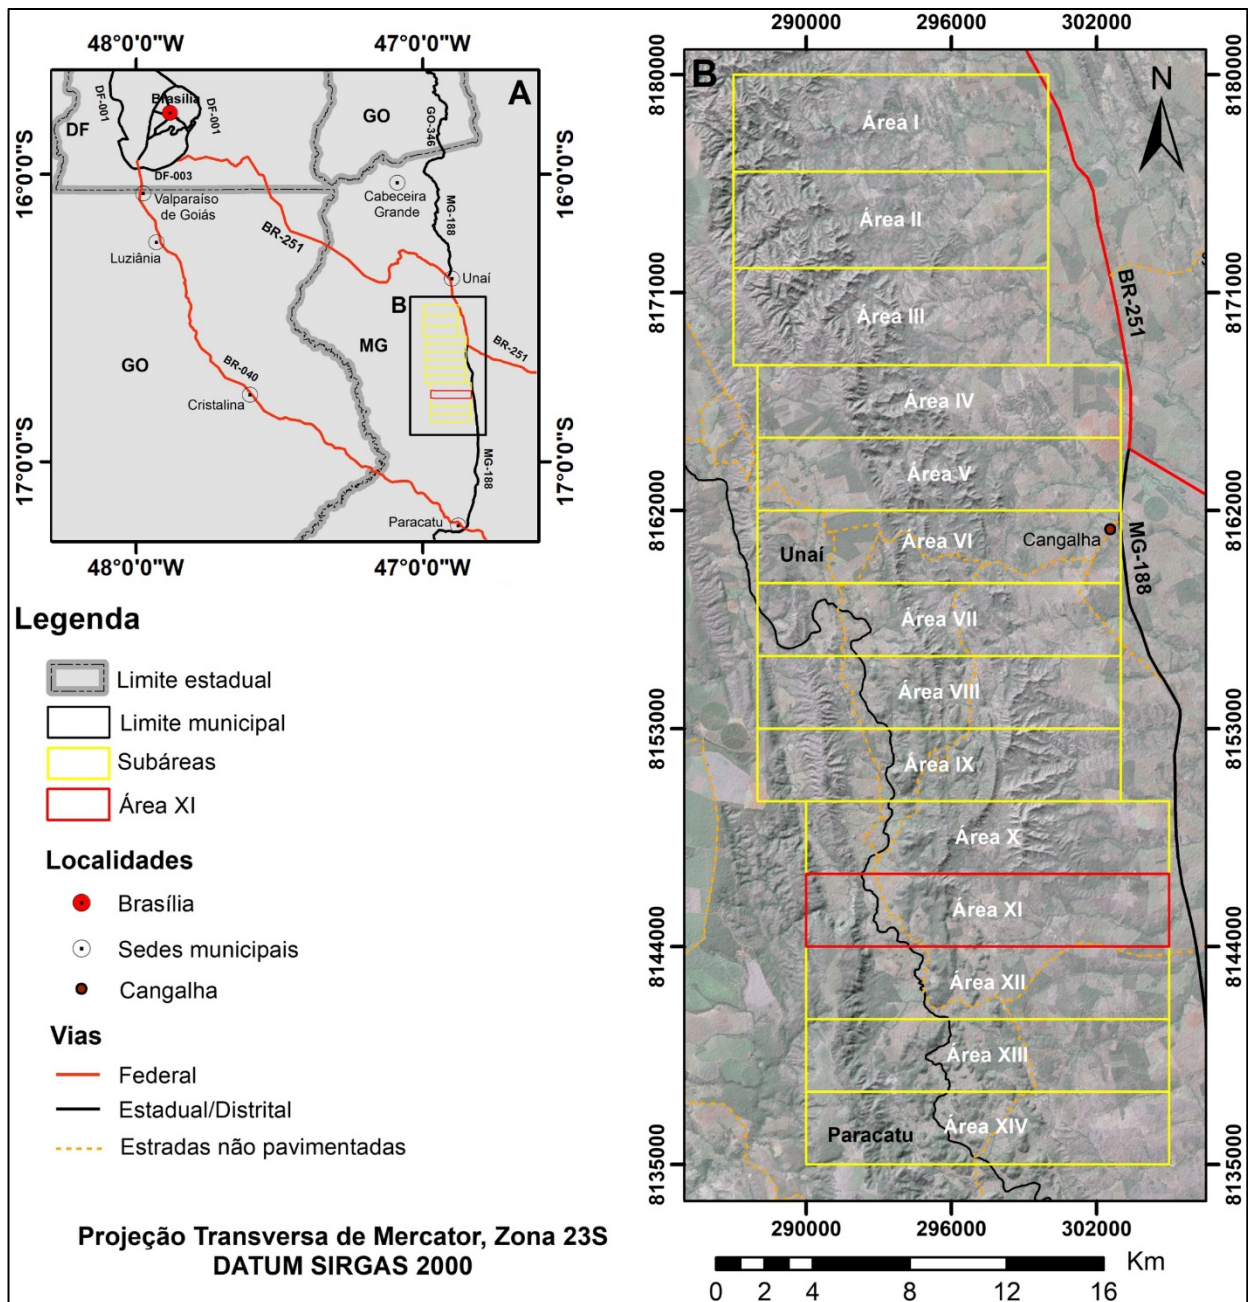 48°0'0"W
47°0'0"W
A
Brasília
DF-001
DF-001
DF
GO
GO-346
DF-003
16°0'0"S
16°0'0"S
Valparaíso
de Goiás
Cabeceira
Grande
MG-188
Luziânia
BR-251
Unaí
B
MG
BR-251
GO
BR-040
Cristalina
MG-188
17°0'0"S
17°0'0"S
Paracatu
48°0'0"W
47°0'0"W
Legenda
Limite estadual
Limite municipal
Subáreas
Área XI
Localidades
Brasília
Sedes municipais
Cangalha
Vias
Federal
Estadual/Distrital
Estradas não pavimentadas
Projeção Transversa de Mercator, Zona 23S
DATUM SIRGAS 2000
290000
296000
302000
B
N
8180000
8180000
Área I
Área II
BR-251
8171000
8171000
Área III
Área IV
Área V
8162000
8162000
Área VI
Cangalha
Unaí
MG-188
Área VII
Área VIII
8153000
8153000
Área IX
Área X
Área XI
8144000
8144000
Área XII
Área XIII
Área XIV
Paracatu
8135000
8135000
290000
296000
302000
Km
0 2 4 8 12 16